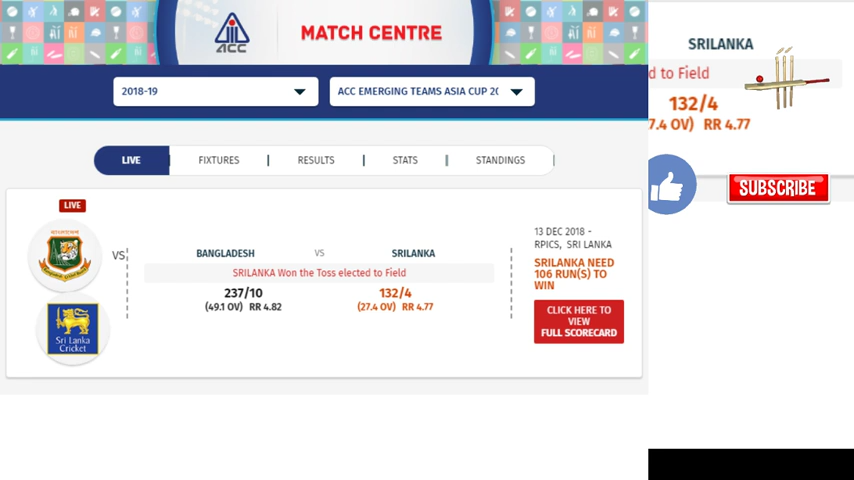 ACC
MATCH CENTRE
2018-19
ACC EMERGING TEAMS ASIA CUP 20
LIVE
FIXTURES
RESULTS
STATS
STANDINGS
LIVE
VS
BANGLADESH VS SRILANKA
SRILANKA Won the Toss elected to Field
237/10 132/4
(49.1 OV) RR 4.82 (27.4 OV) RR 4.77
Sri Lanka
Cricket
13 DEC 2018 -
RPICS, SRI LANKA
SRILANKA NEED
106 RUN(S) TO
WIN
CLICK HERE TO
VIEW
FULL SCORECARD
SRILANKA
d to Field
132/4
7.4 OV) RR 4.77
SUBSCRIBE